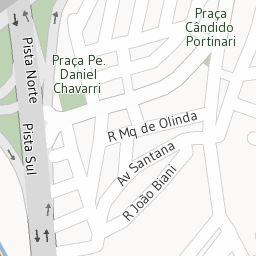 Praça
Cândido
Portinari
Praça Pe.
Daniel
Chavarri
Pista Norte
Pista Sul
R Mq de Olinda
Av Santana
R João Biani